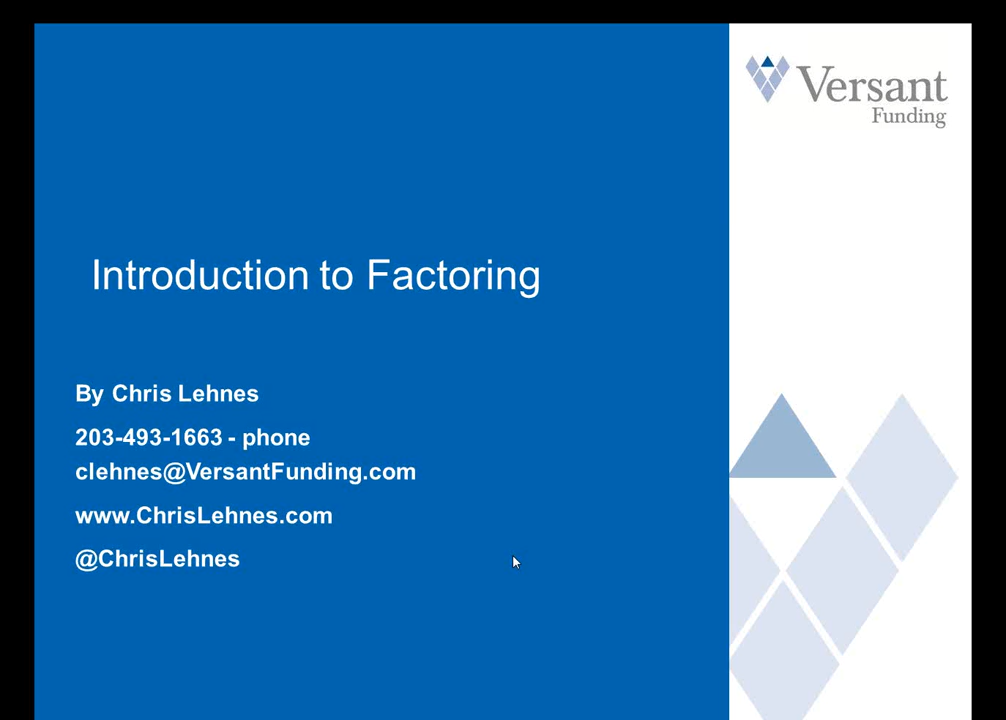 Versant
Funding
Introduction to Factoring
By Chris Lehnes
203-493-1663 - phone
clehnes@VersantFunding.com
www.ChrisLehnes.com
@ChrisLehnes